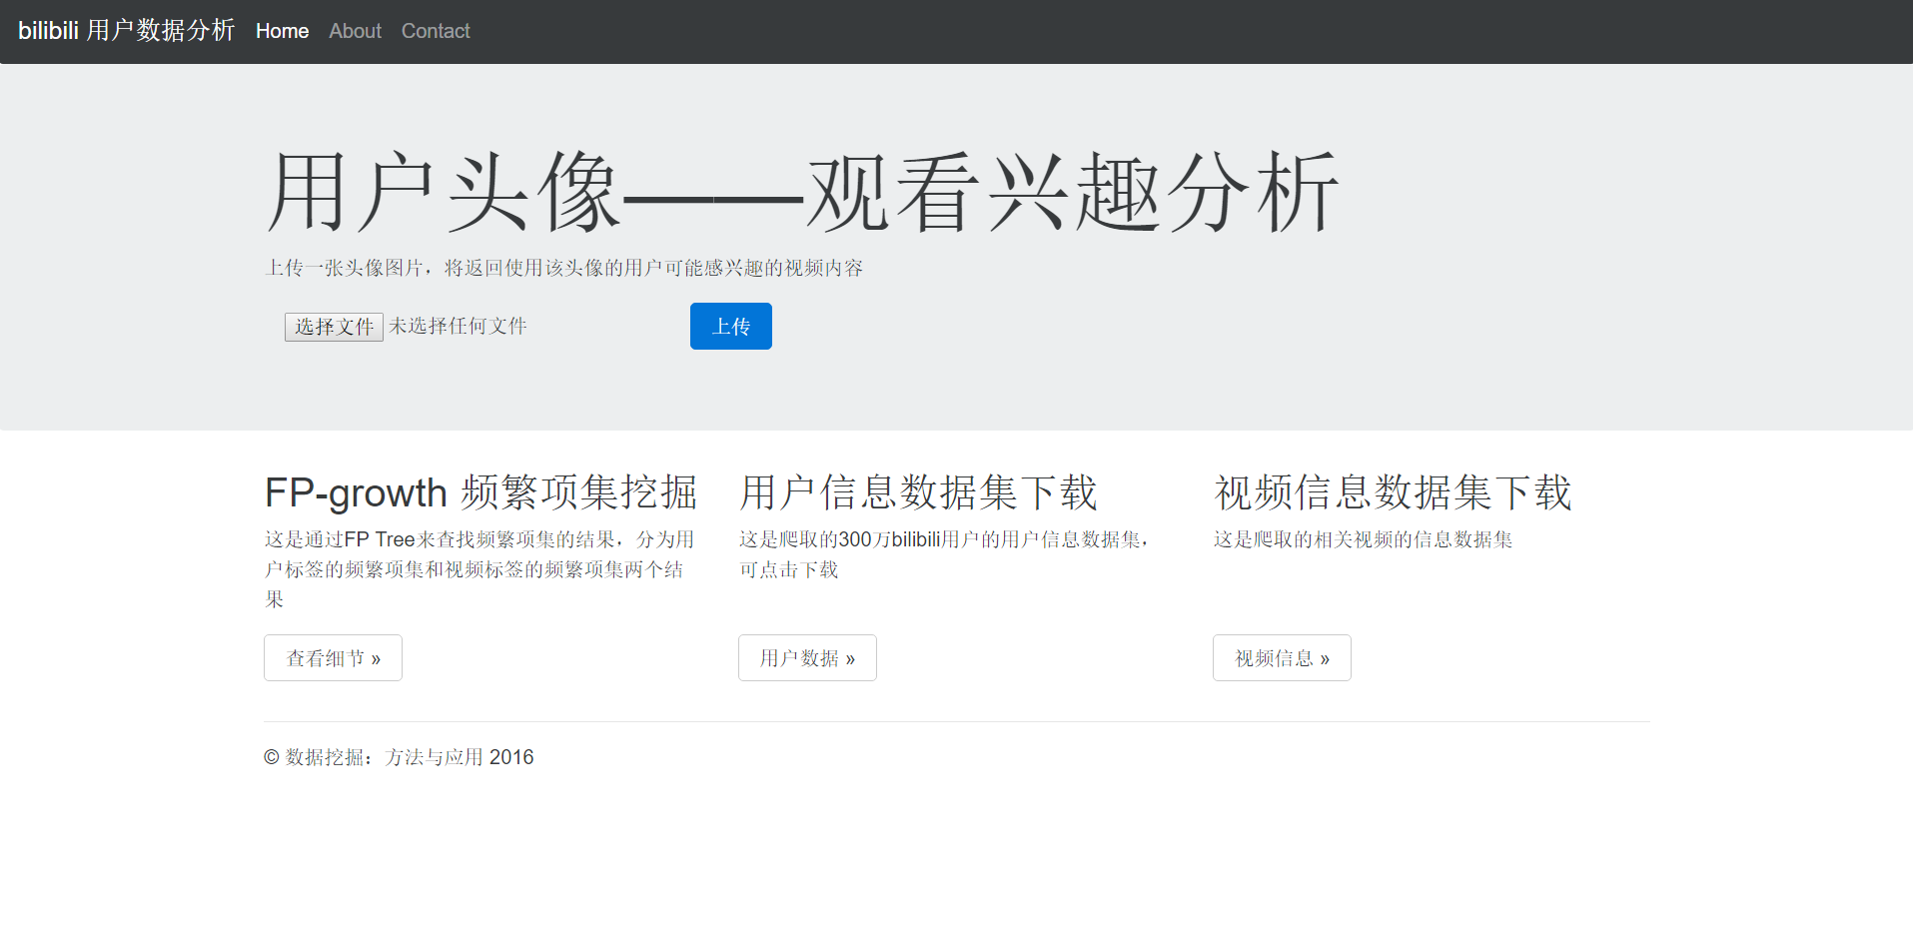 bilibili 用户数据分析 Home About Contact
用户头像——观看兴趣分析
上传一张头像图片，将返回使用该头像的用户可能感兴趣的视频内容
选择文件 未选择任何文件 上传
FP-growth 频繁项集挖掘
这是通过FP Tree来查找频繁项集的结果，分为用
户标签的频繁项集和视频标签的频繁项集两个结
果
查看细节 »
用户信息数据集下载
这是爬取的300万bilibili用户的用户信息数据集，
可点击下载
用户数据 »
视频信息数据集下载
这是爬取的相关视频的信息数据集
视频信息 »
© 数据挖掘：方法与应用 2016